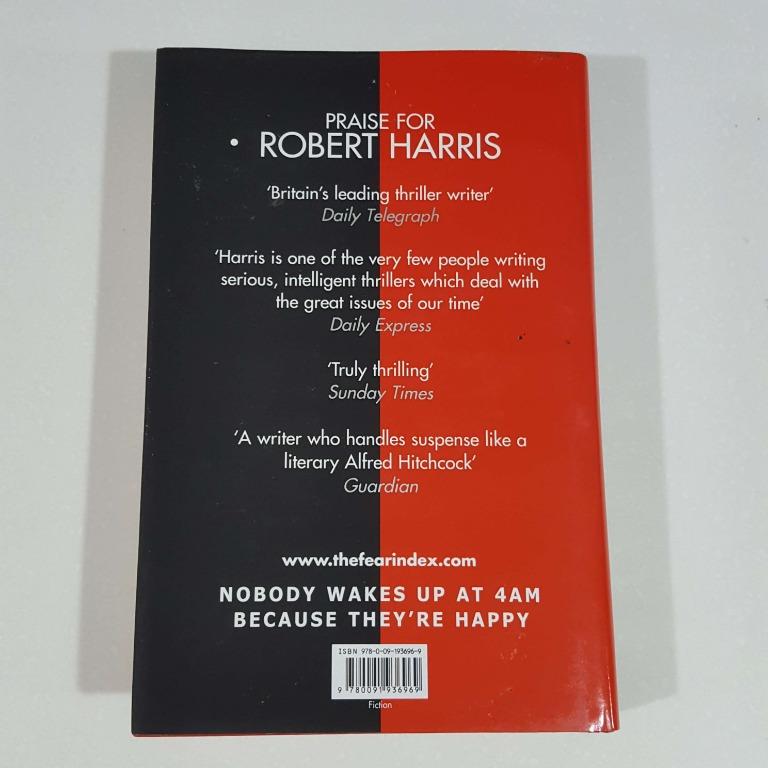 PRAISE FOR
ROBERT HARRIS
‘Britain’s leading thriller writer’
Daily Telegraph
‘Harris is one of the very few people writing
serious, intelligent thrillers which deal with
the great issues of our time’
Daily Express
‘Truly thrilling’
Sunday Times
‘A writer who handles suspense like a
literary Alfred Hitchcock’
Guardian
www.thefearindex.com
NOBODY WAKES UP AT 4AM
BECAUSE THEY’RE HAPPY
ISBN 978-0-09-193696-9
9 780091 936969
Fiction